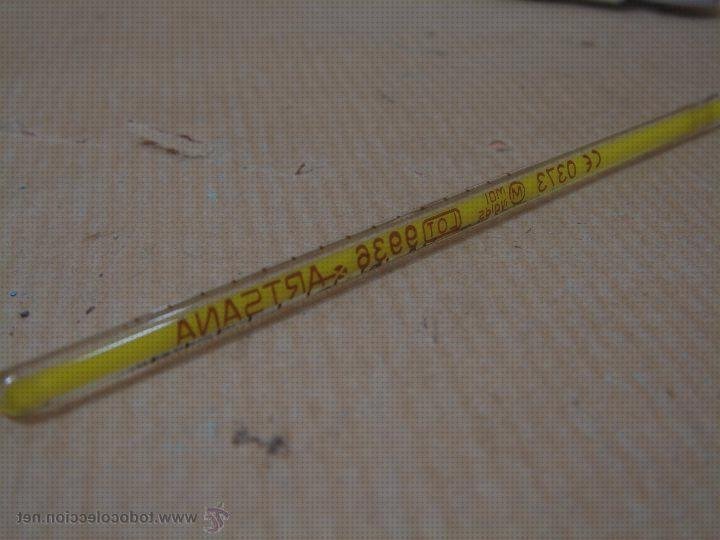 CE 0373 M LOT 9936 ARTSANA
www.todocoleccion.net